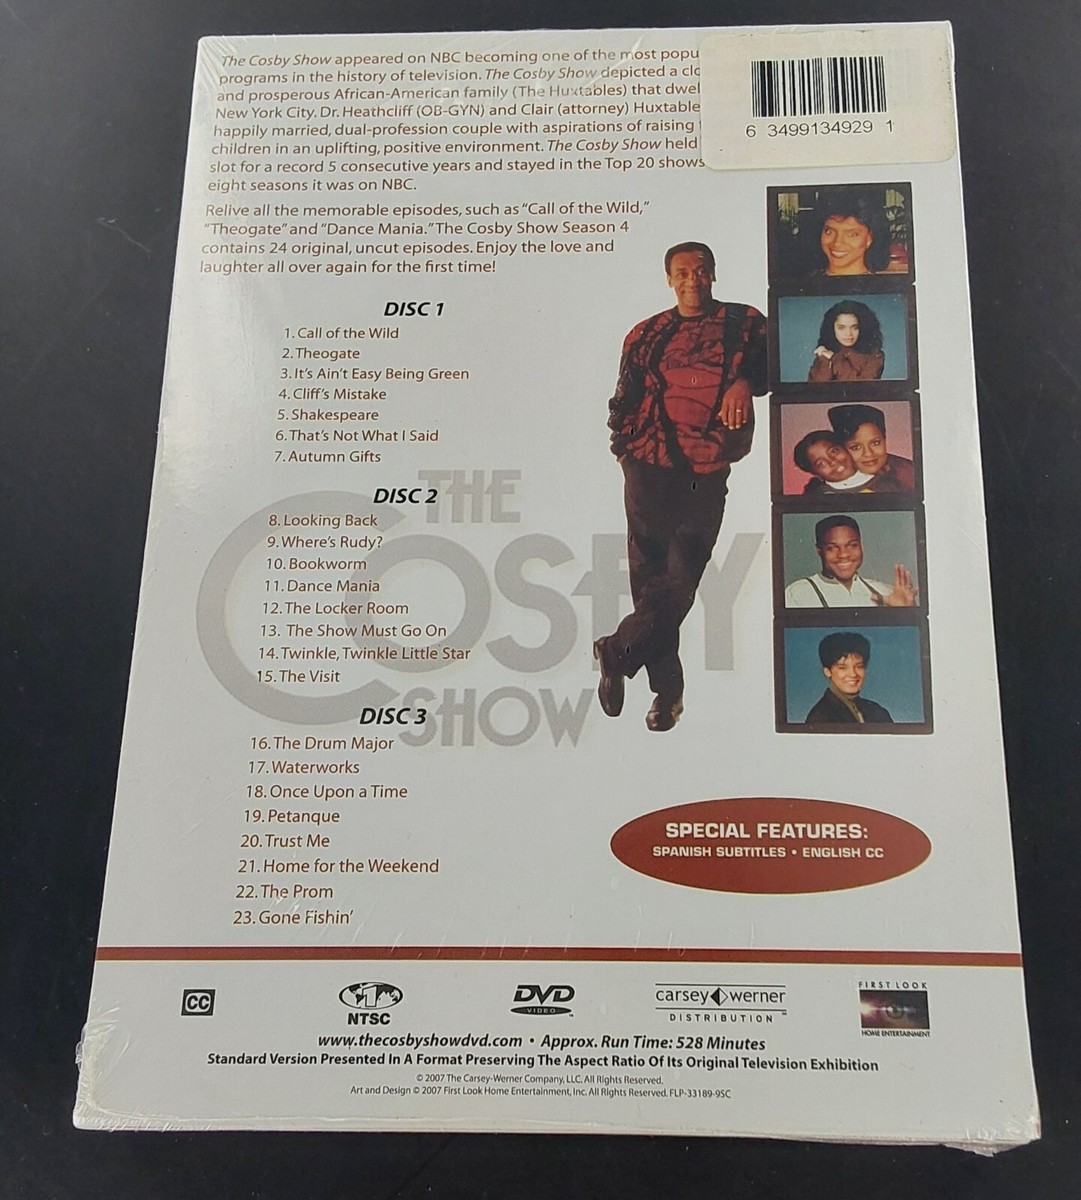 The Cosby Show appeared on NBC becoming one of the most popu
programs in the history of television. The Cosby Show depicted a clo
and prosperous African-American family (The Huxtables) that dwel
New York City. Dr. Heathcliff (OB-GYN) and Clair (attorney) Huxtable
happily married, dual-profession couple with aspirations of raising
children in an uplifting, positive environment. The Cosby Show held
slot for a record 5 consecutive years and stayed in the Top 20 shows
eight seasons it was on NBC.
6 3499134929 1
Relive all the memorable episodes, such as "Call of the Wild,"
"Theogate" and "Dance Mania." The Cosby Show Season 4
contains 24 original, uncut episodes. Enjoy the love and
laughter all over again for the first time!
DISC 1
1. Call of the Wild
2. Theogate
3. It's Ain't Easy Being Green
4. Cliff's Mistake
5. Shakespeare
6. That's Not What I Said
7. Autumn Gifts
DISC 2
8. Looking Back
9. Where's Rudy?
10. Bookworm
11. Dance Mania
12. The Locker Room
13. The Show Must Go On
14. Twinkle, Twinkle Little Star
15. The Visit
DISC 3
16. The Drum Major
17. Waterworks
18. Once Upon a Time
19. Petanque
20. Trust Me
21. Home for the Weekend
22. The Prom
23. Gone Fishin'
THE
COSBY
SHOW
SPECIAL FEATURES:
SPANISH SUBTITLES • ENGLISH CC
CC
NTSC
DVD
VIDEO
carsey werner
DISTRIBUTION
FIRST LOOK
HOME ENTERTAINMENT
www.thecosbyshowdvd.com • Approx. Run Time: 528 Minutes
Standard Version Presented In A Format Preserving The Aspect Ratio Of Its Original Television Exhibition
© 2007 The Carsey-Werner Company, LLC. All Rights Reserved.
Art and Design © 2007 First Look Home Entertainment, Inc. All Rights Reserved. FLP-33189-9SC